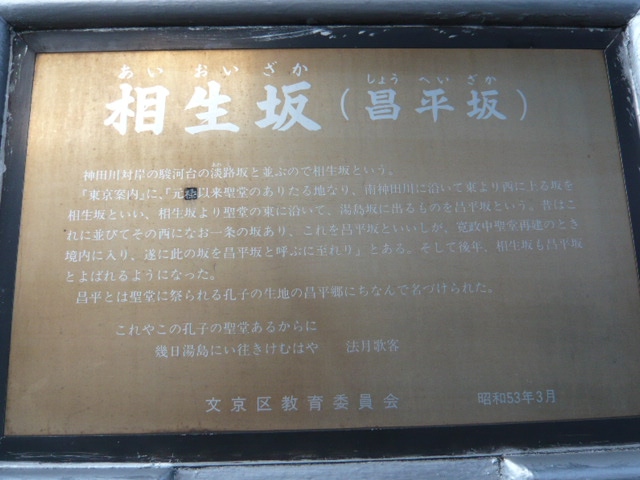 あい おい ざか しょう へい ざか
相生坂(昌平坂)
神田川対岸の駿河台の淡路坂と並ぶので相生坂という。
「東京案内」に、「元禄以来聖堂のありたる地なり、南神田川に沿いて東より西に上る坂を
相生坂といい、相生坂より聖堂の東に沿いて、湯島坂に出るものを昌平坂という。昔はこ
れに並びてその西になお一条の坂あり、これを昌平坂といいしが、寛政中聖堂再建のとき
境内に入り、遂に此の坂を昌平坂と呼ぶに至れり」とある。そして後年、相生坂も昌平坂
とよばれるようになった。
昌平とは聖堂に祭られる孔子の生地の昌平郷にちなんで名づけられた。
これやこの孔子の聖堂あるからに
幾日湯島にい往きけむはや 法月歌客
文京区教育委員会 昭和53年3月